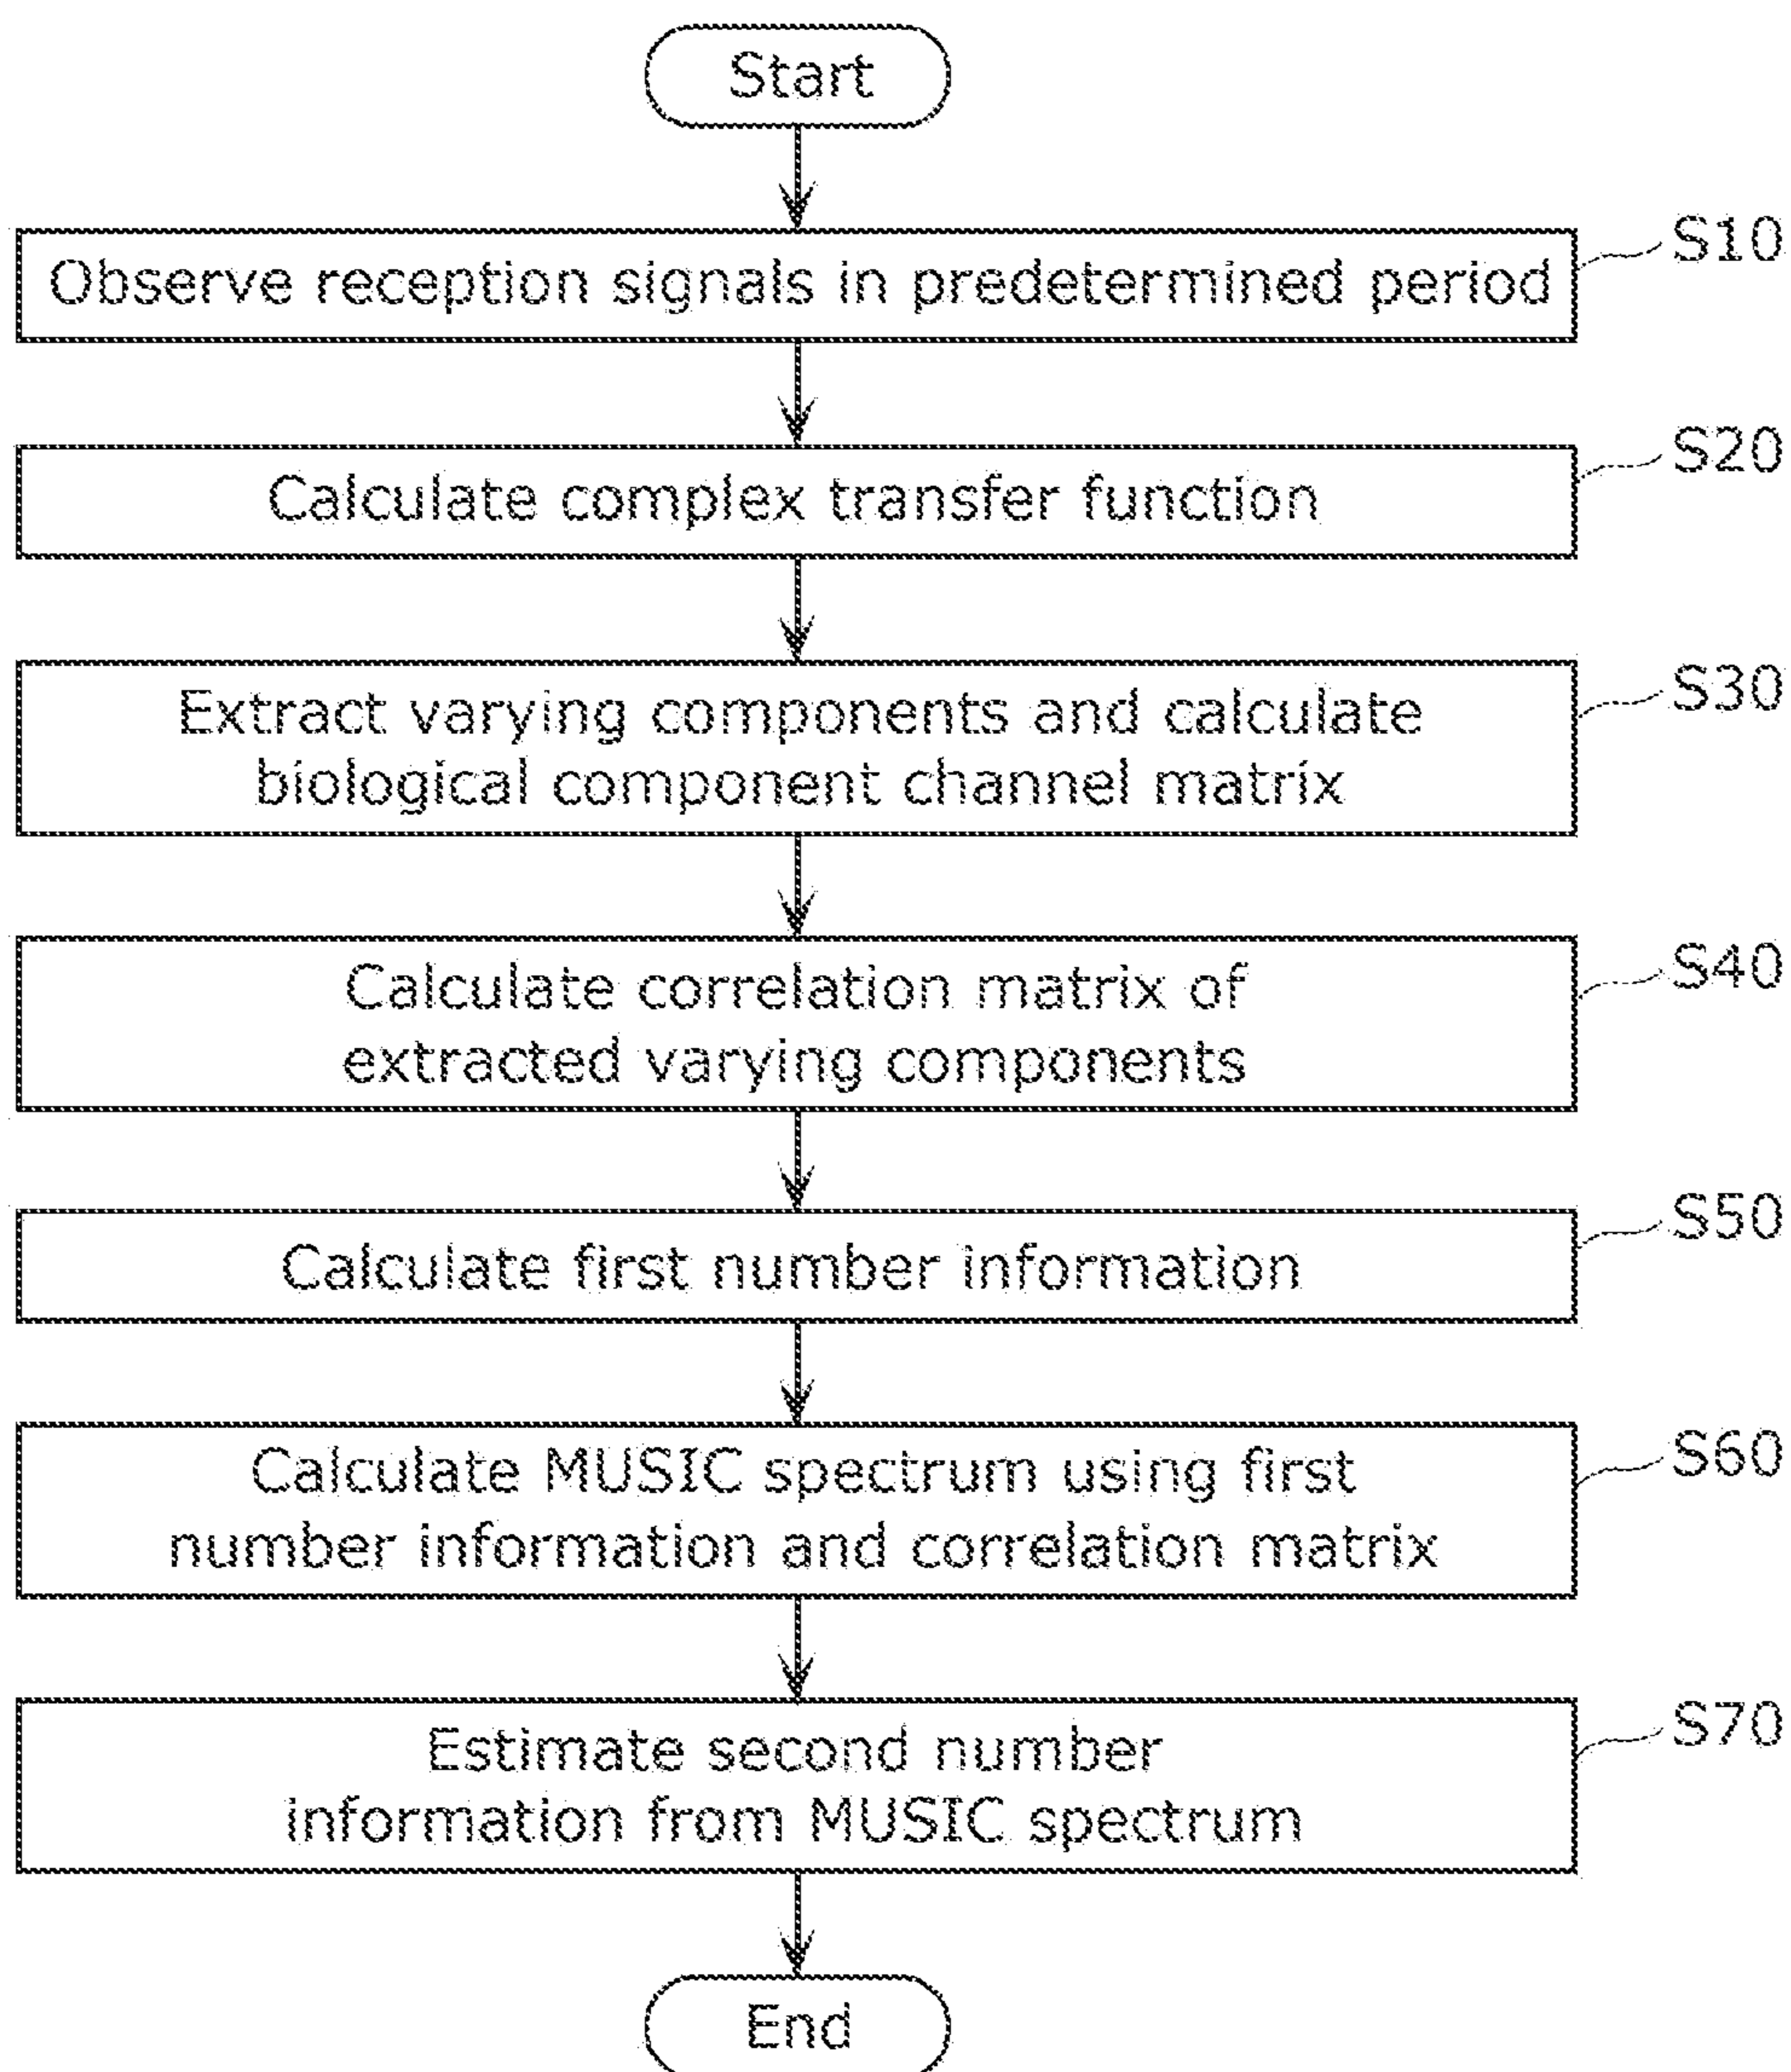 Start
Observe reception signals in predetermined period
S10
Calculate complex transfer function
S20
Extract varying components and calculate
biological component channel matrix
S30
Calculate correlation matrix of
extracted varying components
S40
Calculate first number information
S50
Calculate MUSIC spectrum using first
number information and correlation matrix
S60
Estimate second number
information from MUSIC spectrum
S70
End